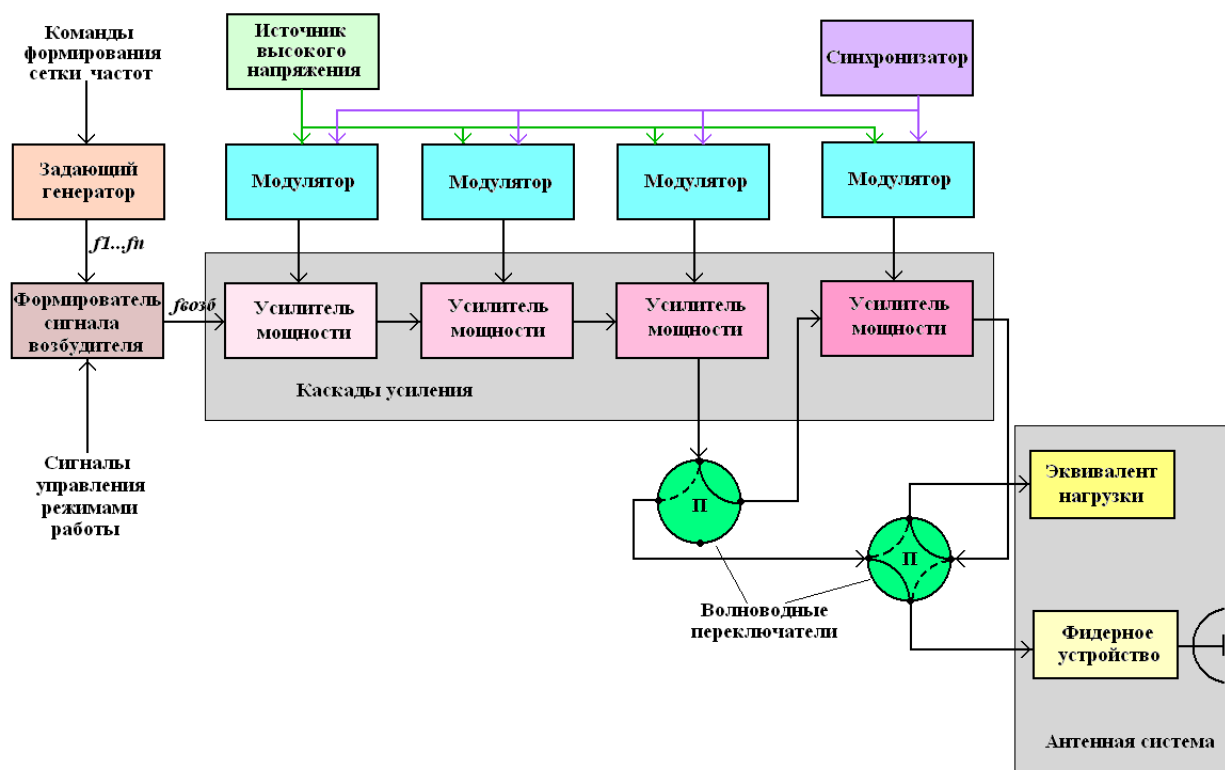 Команды
формирования
сетки частот
Источник
высокого
напряжения
Синхронизатор
Задающий
генератор
Модулятор
Модулятор
Модулятор
Модулятор
f1...fn
Формирователь
сигнала
возбудителя
fвозб
Усилитель
мощности
Усилитель
мощности
Усилитель
мощности
Усилитель
мощности
Каскады усиления
Сигналы
управления
режимами
работы
П
П
Волноводные
переключатели
Эквивалент
нагрузки
Фидерное
устройство
Антенная система